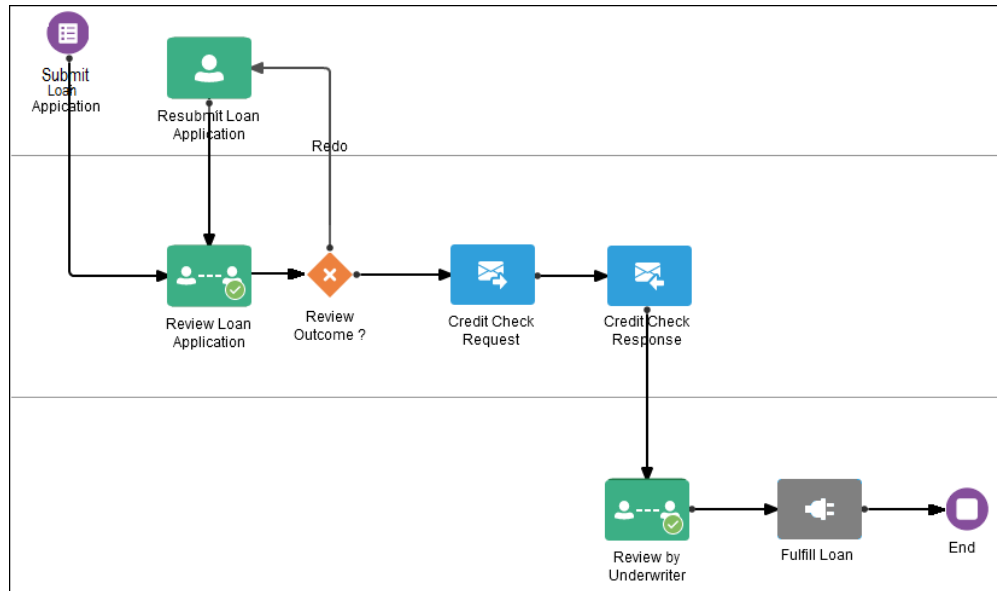 Submit
Loan
Appication
Resubmit Loan
Application
Redo
Review Loan
Application
Review
Outcome ?
Credit Check
Request
Credit Check
Response
Review by
Underwriter
Fulfill Loan
End